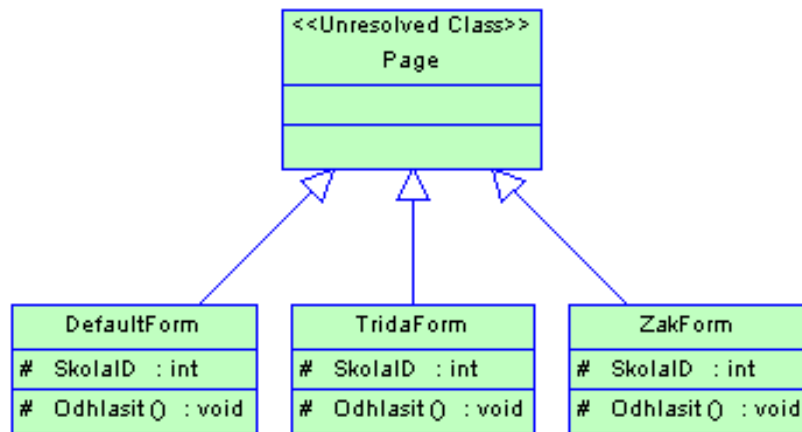 <<Unresolved Class>>
Page
DefaultForm
# SkolaID : int
# Odhlasit() : void
TridaForm
# SkolaID : int
# Odhlasit() : void
ZakForm
# SkolaID : int
# Odhlasit() : void